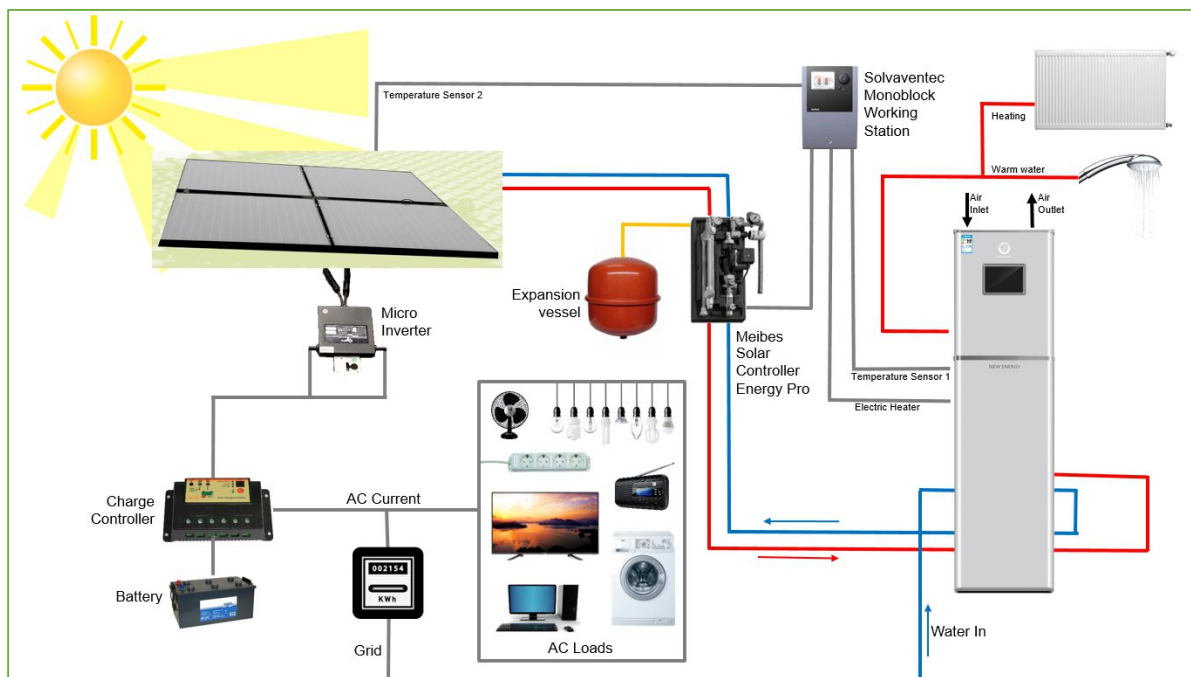 Temperature Sensor 2
Solvaventec
Monoblock
Working
Station
Heating
Warm water
Air
Inlet
Air
Outlet
Expansion
vessel
Micro
Inverter
Meibes
Solar
Controller
Energy Pro
NEW ENERGY
Temperature Sensor 1
Electric Heater
Charge
Controller
AC Current
002154
KWh
Battery
Grid
AC Loads
Water In